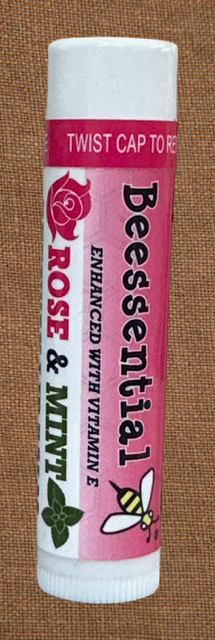 TWIST CAP TO RE
Beessential
ENHANCED WITH VITAMIN E
ROSE & MINT